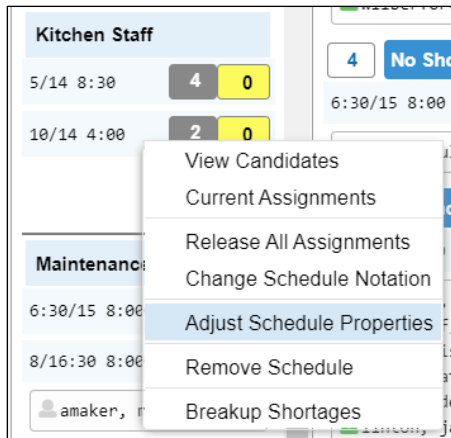 Kitchen Staff
5/14 8:30 4 0
10/14 4:00 2 0
View Candidates
Current Assignments
Release All Assignments
Change Schedule Notation
Adjust Schedule Properties
Remove Schedule
Breakup Shortages
Maintenance
6:30/15 8:00
8/16:30 8:00
amaker,
4 No Sho
6:30/15 8:00